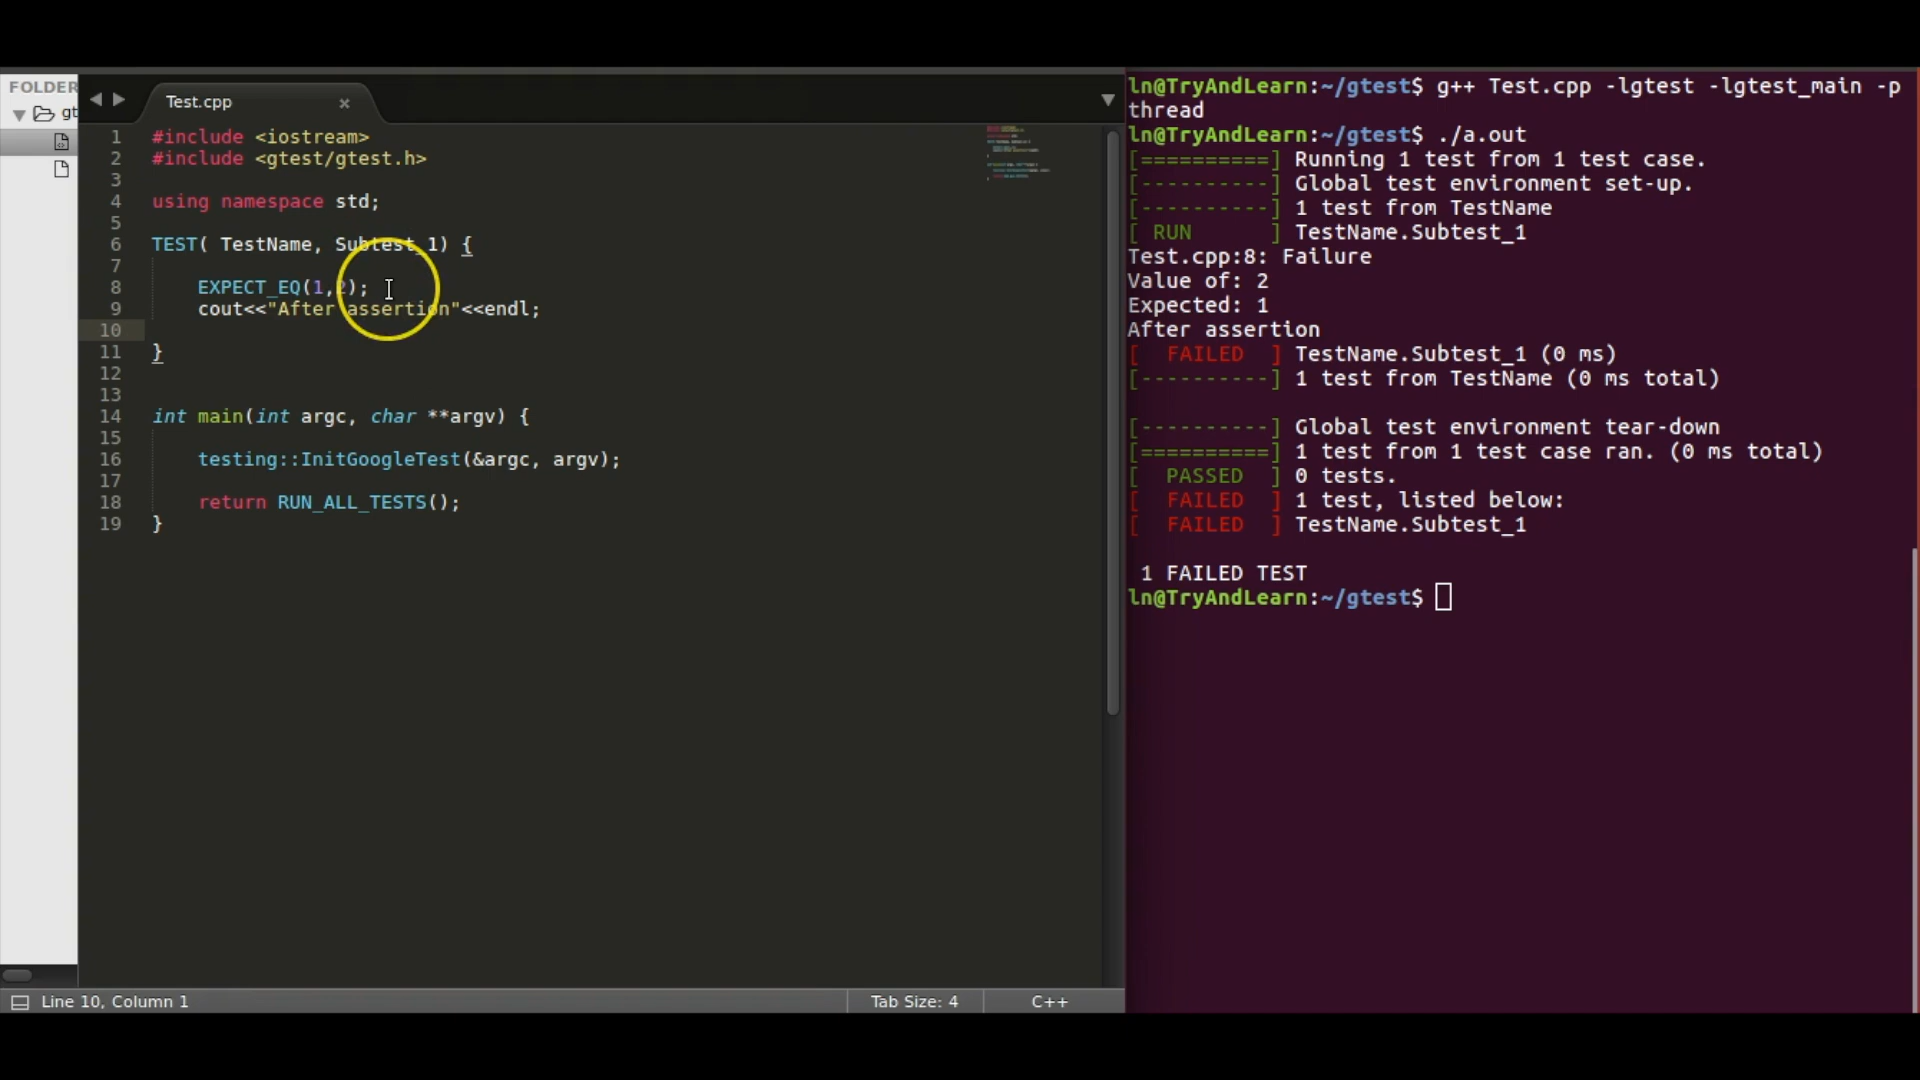 FOLDER
gt
Test.cpp
1 #include <iostream>
2 #include <gtest/gtest.h>
3
4 using namespace std;
5
6 TEST( TestName, Subtest_1) {
7
8 EXPECT_EQ(1,2);
9 cout<<"After assertion"<<endl;
10
11 }
12
13
14 int main(int argc, char **argv) {
15
16 testing::InitGoogleTest(&argc, argv);
17
18 return RUN_ALL_TESTS();
19 }
Line 10, Column 1
Tab Size: 4
C++
ln@TryAndLearn:~/gtest$ g++ Test.cpp -lgtest -lgtest_main -p
thread
ln@TryAndLearn:~/gtest$ ./a.out
[==========] Running 1 test from 1 test case.
[----------] Global test environment set-up.
[----------] 1 test from TestName
[ RUN      ] TestName.Subtest_1
Test.cpp:8: Failure
Value of: 2
Expected: 1
After assertion
[  FAILED  ] TestName.Subtest_1 (0 ms)
[----------] 1 test from TestName (0 ms total)
[----------] Global test environment tear-down
[==========] 1 test from 1 test case ran. (0 ms total)
[  PASSED  ] 0 tests.
[  FAILED  ] 1 test, listed below:
[  FAILED  ] TestName.Subtest_1
1 FAILED TEST
ln@TryAndLearn:~/gtest$